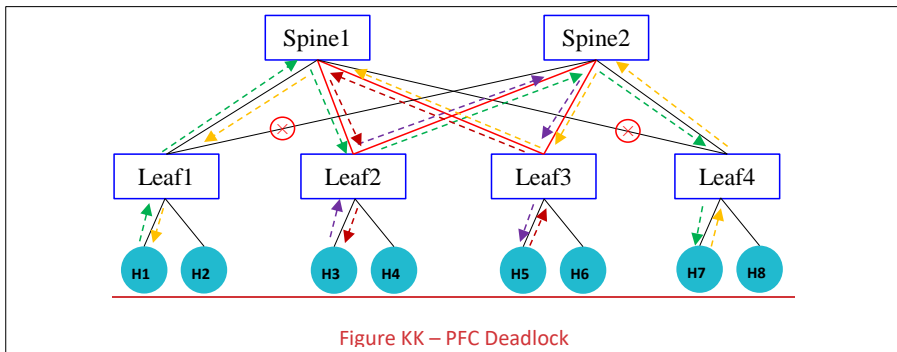 Spine1 Spine2
Leaf1 Leaf2 Leaf3 Leaf4
H1 H2 H3 H4 H5 H6 H7 H8
Figure KK – PFC Deadlock